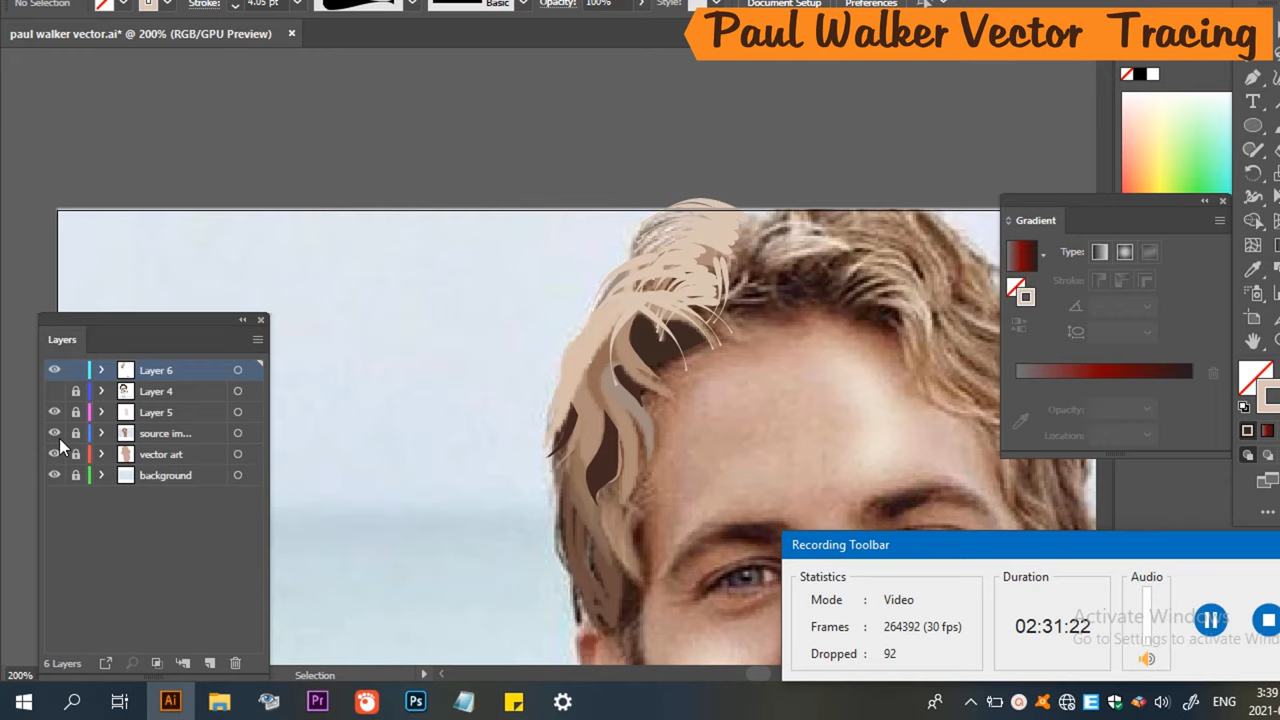 Stroke: 4.05 pt Basic Opacity: 100% Style: Document Setup Preferences
Paul Walker Vector Tracing
paul walker vector.ai* @ 200% (RGB/GPU Preview)
Gradient
Type:
Stroke:
Opacity:
Location:
Layers
Layer 6
Layer 4
Layer 5
source im...
vector art
background
6 Layers
200%
Selection
Recording Toolbar
Statistics
Mode : Video
Frames : 264392 (30 fps)
Dropped : 92
Duration
02:31:22
Audio
Activate Windows
Go to Settings to activate
Ai
Pr
Ps
ENG
3:39